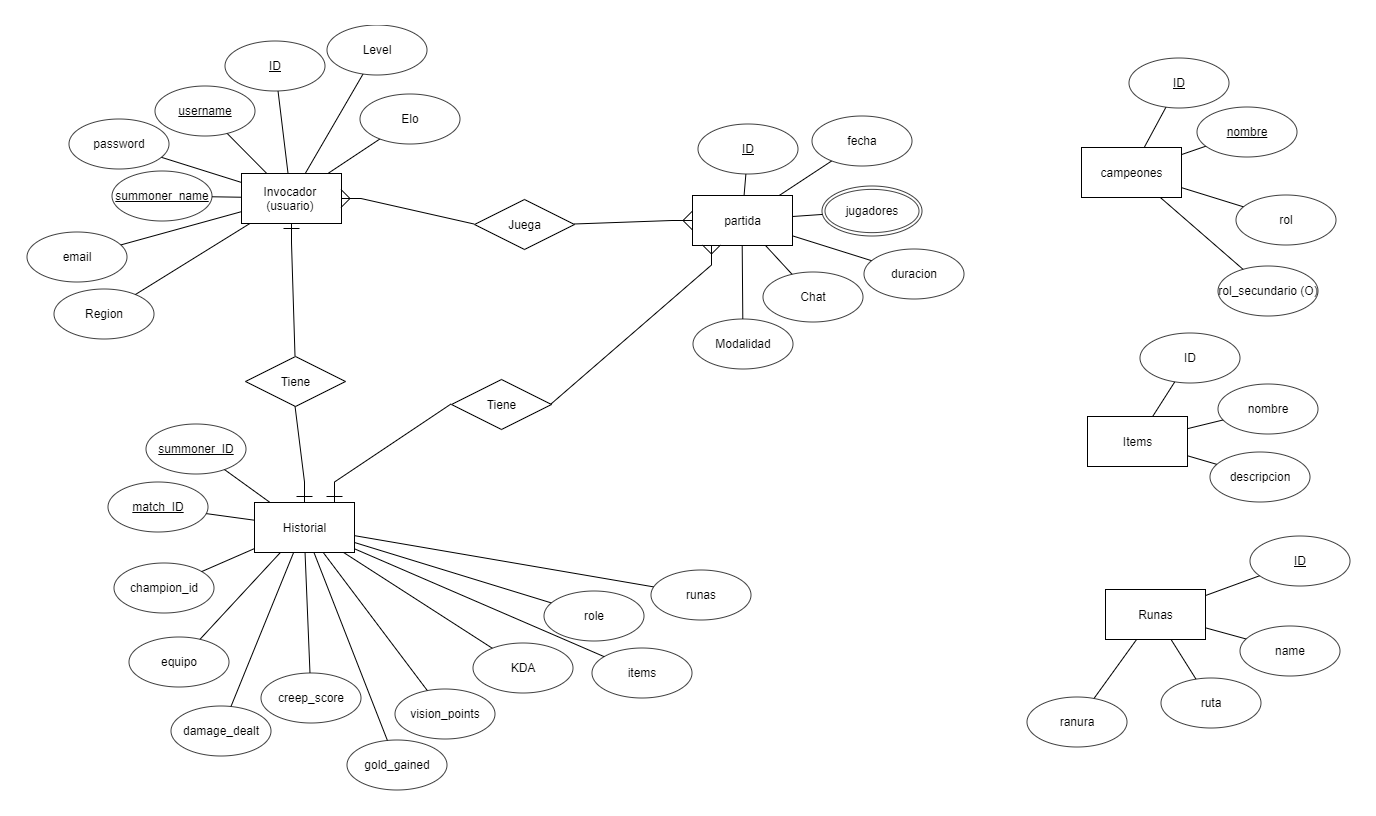 Level
ID
username
Elo
password
summoner_name
Invocador
(usuario)
email
Region
Juega
ID
fecha
jugadores
partida
duracion
Chat
Modalidad
Tiene
Tiene
summoner_ID
match_ID
Historial
champion_id
equipo
damage_dealt
creep_score
gold_gained
vision_points
KDA
role
items
runas
ID
nombre
campeones
rol
rol_secundario (O)
ID
nombre
Items
descripcion
ID
Runas
name
ruta
ranura